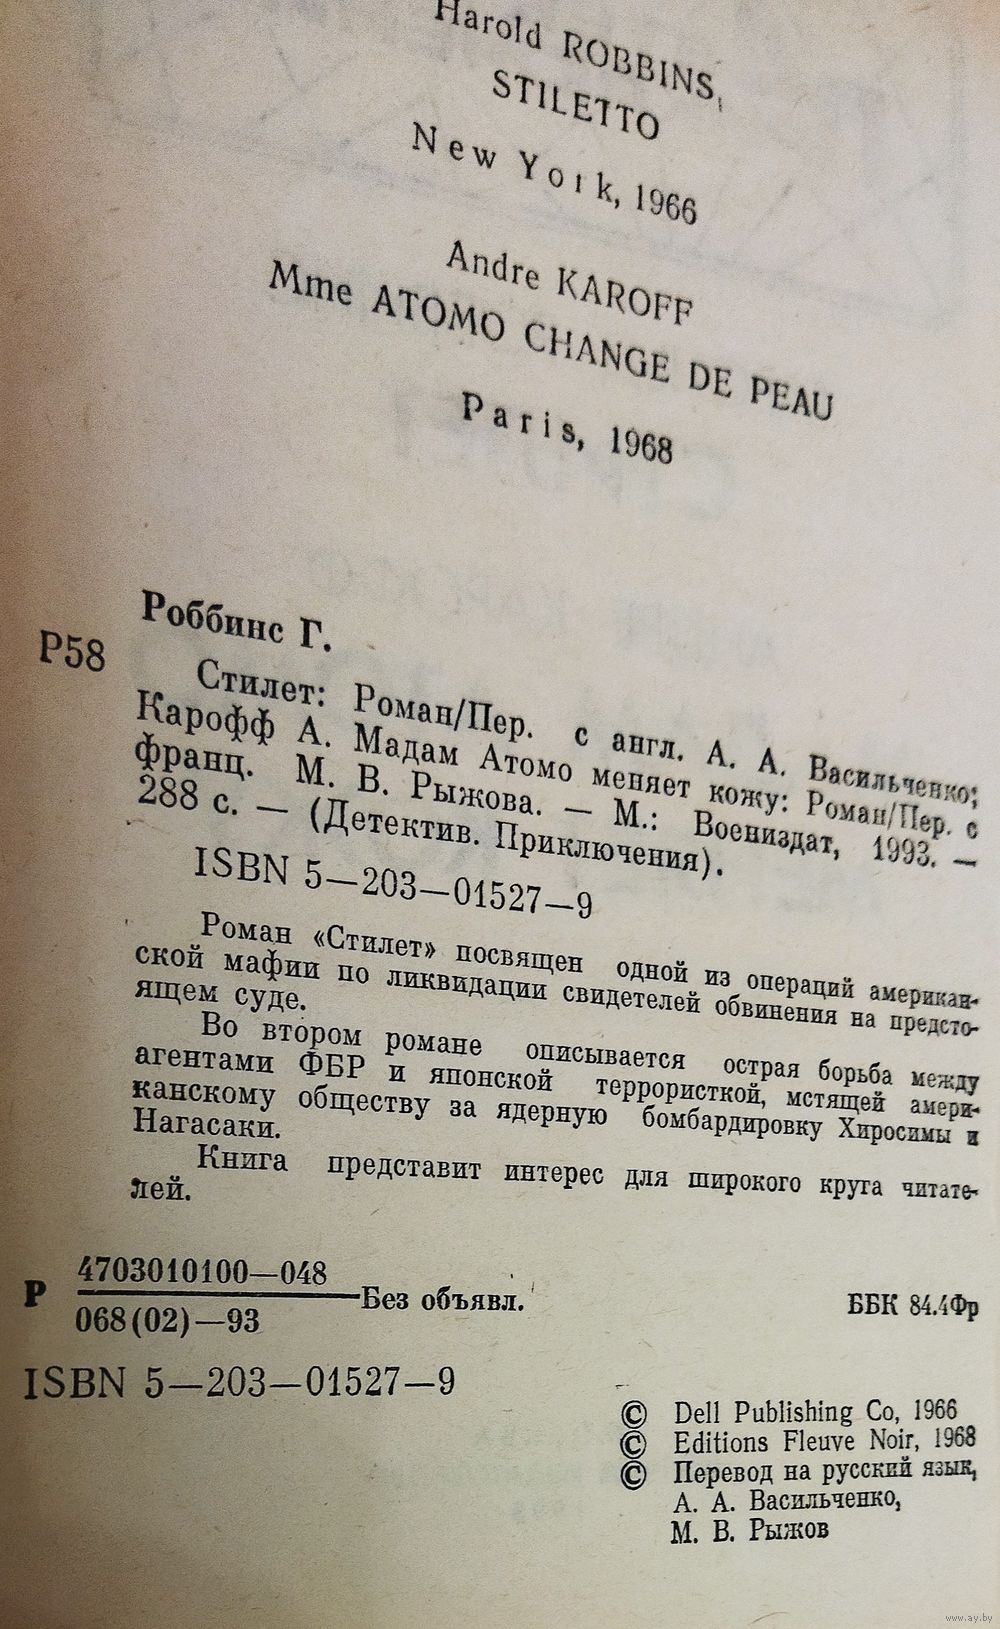 Harold ROBBINS,
STILETTO
New York, 1966
Andre KAROFF
Mme ATOMO CHANGE DE PEAU
Paris, 1968
Роббинс Г.
Р58
Стилет: Роман/Пер. с англ. А. А. Васильченко;
Карофф А. Мадам Атомо меняет кожу: Роман/Пер. с
франц. М. В. Рыжова. — М.: Воениздат, 1993. —
288 с. — (Детектив. Приключения).
ISBN 5—203—01527—9
Роман «Стилет» посвящен одной из операций американ-
ской мафии по ликвидации свидетелей обвинения на предсто-
ящем суде.
Во втором романе описывается острая борьба между
агентами ФБР и японской террористкой, мстящей амери-
канскому обществу за ядерную бомбардировку Хиросимы и
Нагасаки.
Книга представит интерес для широкого круга читате-
лей.
Р 4703010100—048
068(02)—93
Без объявл.
ББК 84.4Фр
ISBN 5—203—01527—9
© Dell Publishing Co, 1966
© Editions Fleuve Noir, 1968
© Перевод на русский язык,
А. А. Васильченко,
М. В. Рыжов
www.ay.by